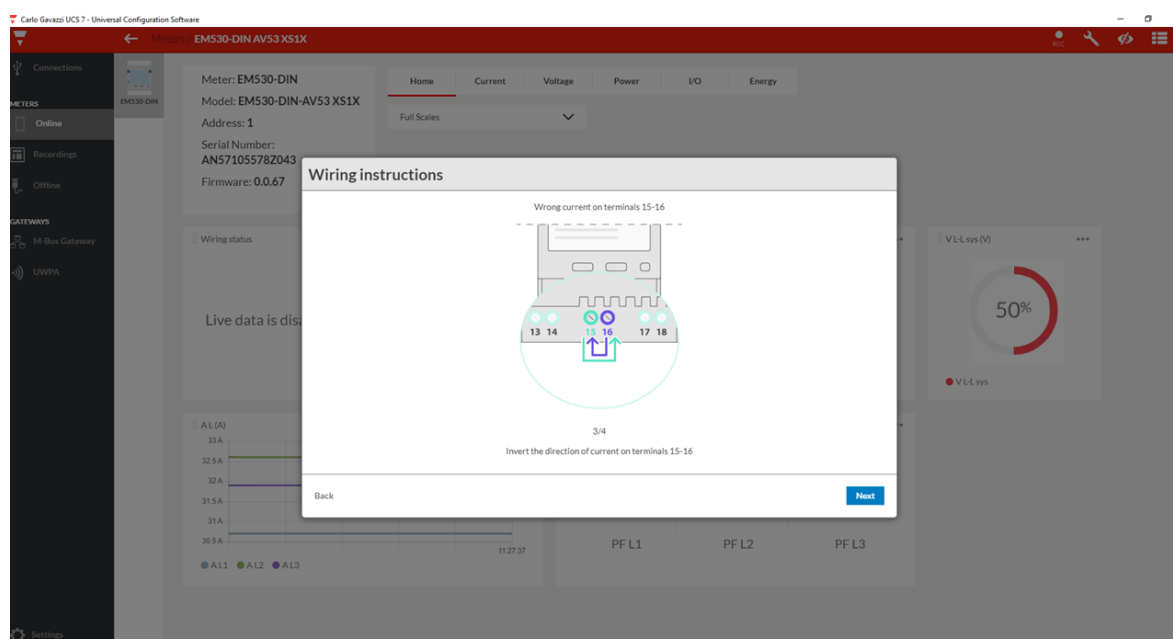 Carlo Gavazzi UCS 7 - Universal Configuration Software
Meters / EM530-DIN AV53 XS1X
REC
Connections
METERS
Online
Recordings
Offline
GATEWAYS
M-Bus Gateway
UWPA
Settings
EM530-DIN
Meter: EM530-DIN
Model: EM530-DIN-AV53 XS1X
Address: 1
Serial Number:
AN57105578Z043
Firmware: 0.0.67
Home Current Voltage Power I/O Energy
Full Scales
Wiring status
Live data is disa
Wiring instructions
Wrong current on terminals 15-16
13 14 15 16 17 18
3/4
Invert the direction of current on terminals 15-16
Back Next
V L-L sys (V)
50%
V L-L sys
A L (A)
33 A
32.5 A
32 A
31.5 A
31 A
30.5 A
11:27:37
A L1 A L2 A L3
PF L1 PF L2 PF L3